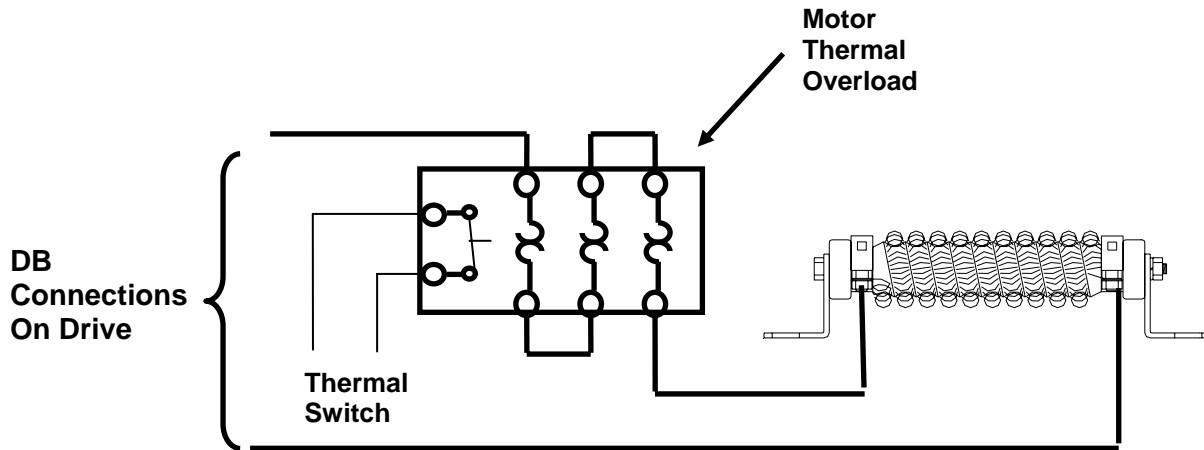 Motor
Thermal
Overload
DB
Connections
On Drive
Thermal
Switch